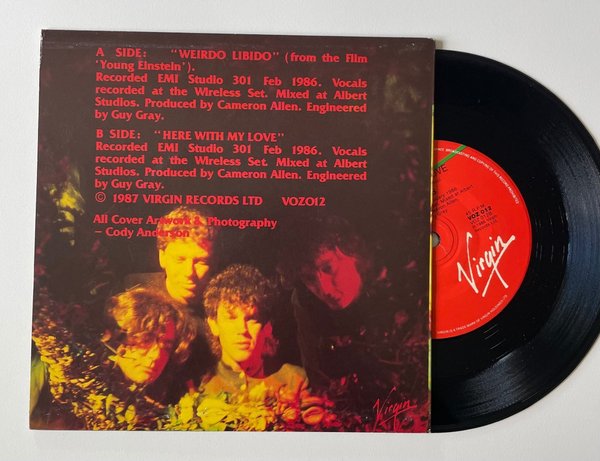 A SIDE: "WEIRDO LIBIDO" (from the Film
'Young Einstein').
Recorded EMI Studio 301 Feb 1986. Vocals
recorded at the Wireless Set. Mixed at Albert
Studios. Produced by Cameron Allen. Engineered
by Guy Gray.
B SIDE: "HERE WITH MY LOVE"
Recorded EMI Studio 301 Feb 1986. Vocals
recorded at the Wireless Set. Mixed at Albert
Studios. Produced by Cameron Allen. Engineered
by Guy Gray.
© 1987 VIRGIN RECORDS LTD VOZ012
All Cover Artwork & Photography
— Cody Anderson
Virgin
VOZ 012
Virgin